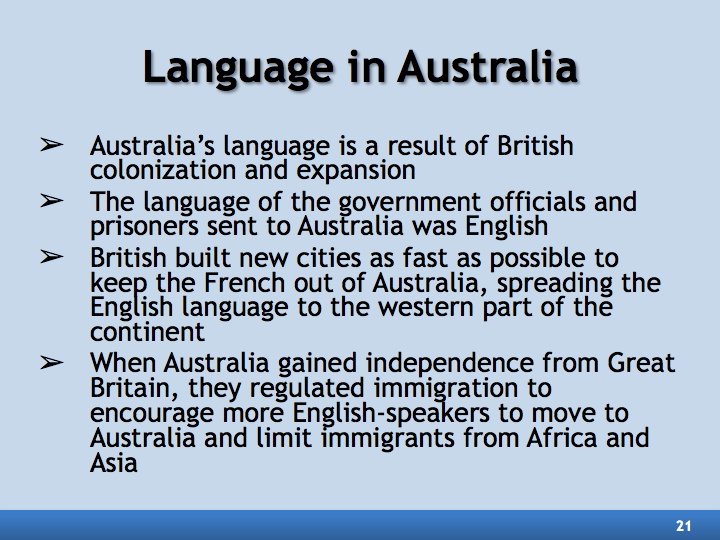 Language in Australia
➢ Australia’s language is a result of British
colonization and expansion
➢ The language of the government officials and
prisoners sent to Australia was English
➢ British built new cities as fast as possible to
keep the French out of Australia, spreading the
English language to the western part of the
continent
➢ When Australia gained independence from Great
Britain, they regulated immigration to
encourage more English-speakers to move to
Australia and limit immigrants from Africa and
Asia
21